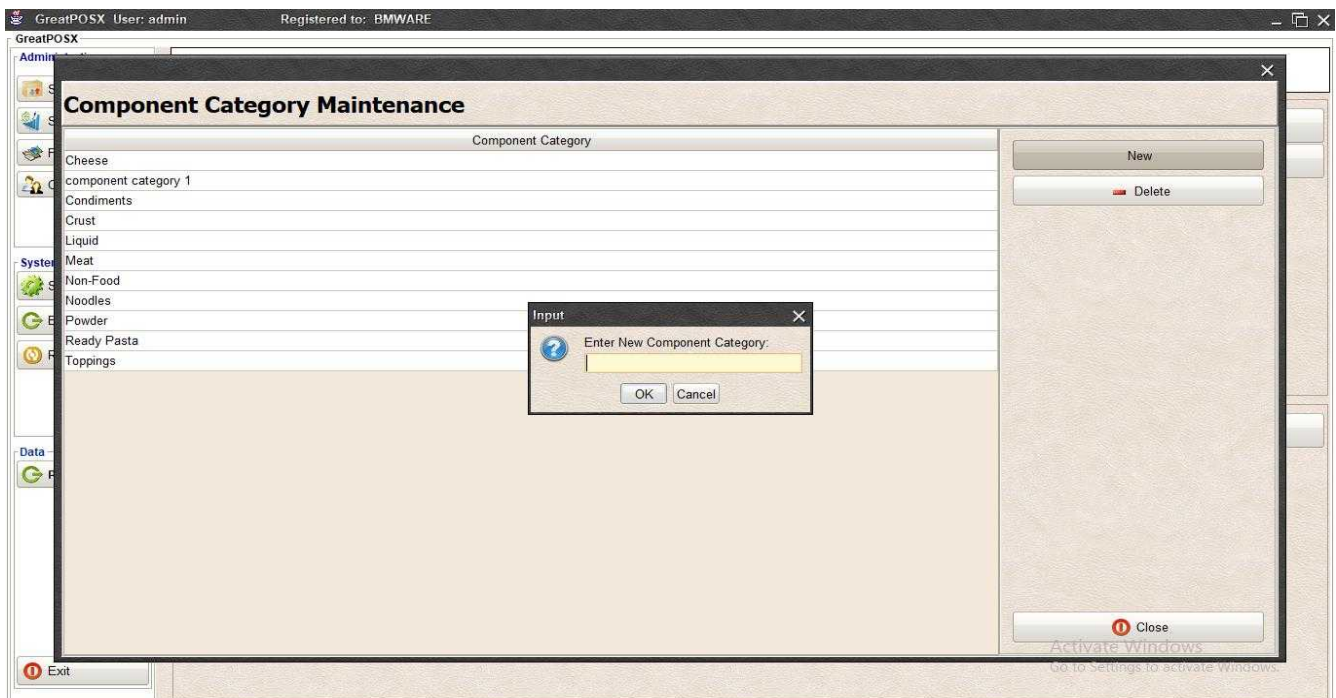 GreatPOSX User: admin Registered to: BMWARE
GreatPOSX
Component Category Maintenance
Component Category
Cheese
component category 1
Condiments
Crust
Liquid
Meat
Non-Food
Noodles
Powder
Ready Pasta
Toppings
New
Delete
Input
Enter New Component Category:
OK Cancel
Data
Close
Exit
Activate Windows
Go to Settings to activate Windows.